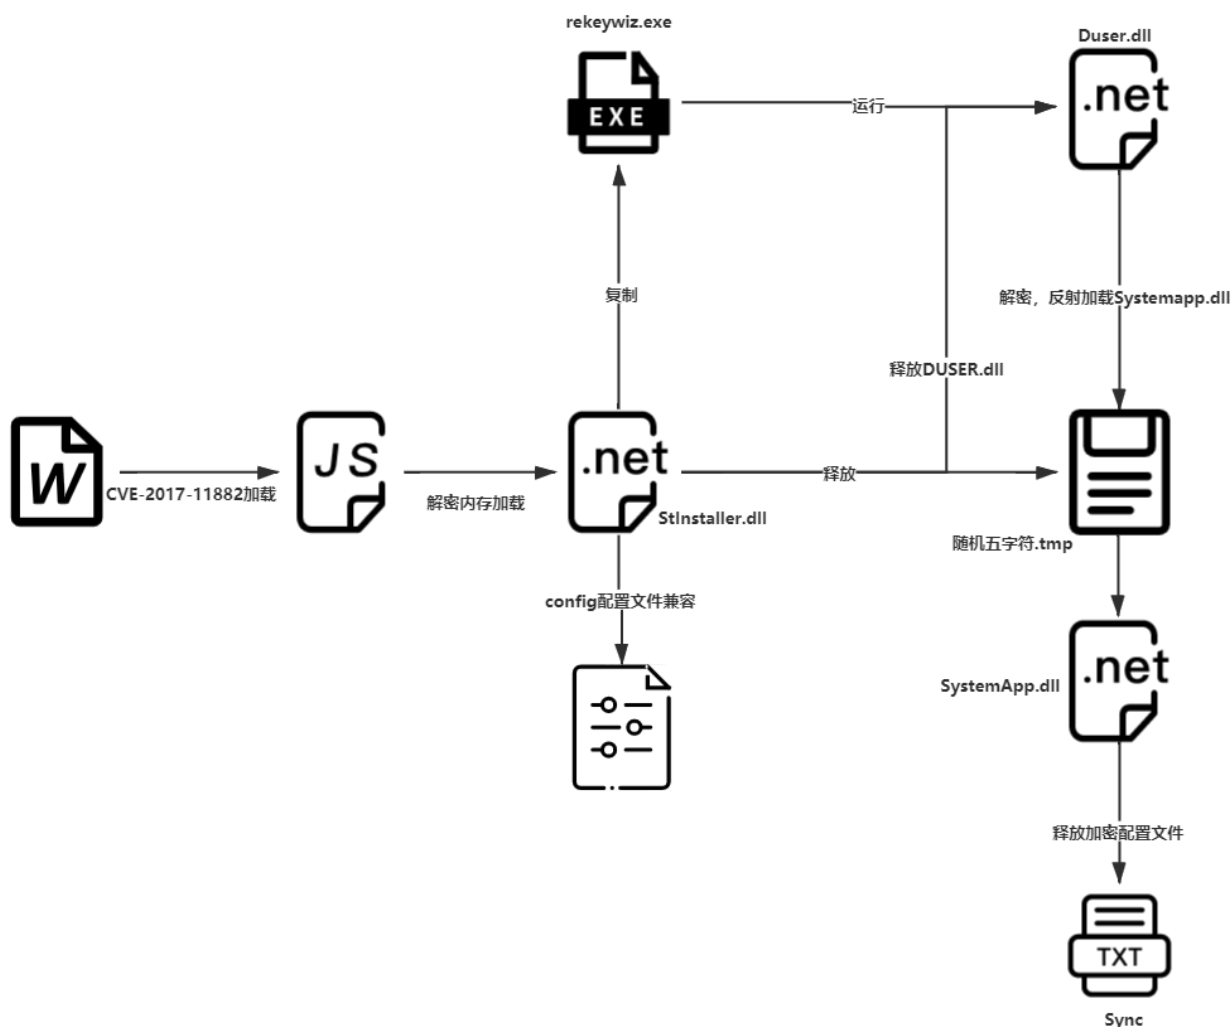 rekeywiz.exe
Duser.dll
EXE
.net
运行
解密，反射加载Systemapp.dll
复制
释放DUSER.dll
W
JS
.net
CVE-2017-11882加载
解密内存加载
释放
StInstaller.dll
随机五字符.tmp
config配置文件兼容
.net
SystemApp.dll
释放加密配置文件
TXT
Sync